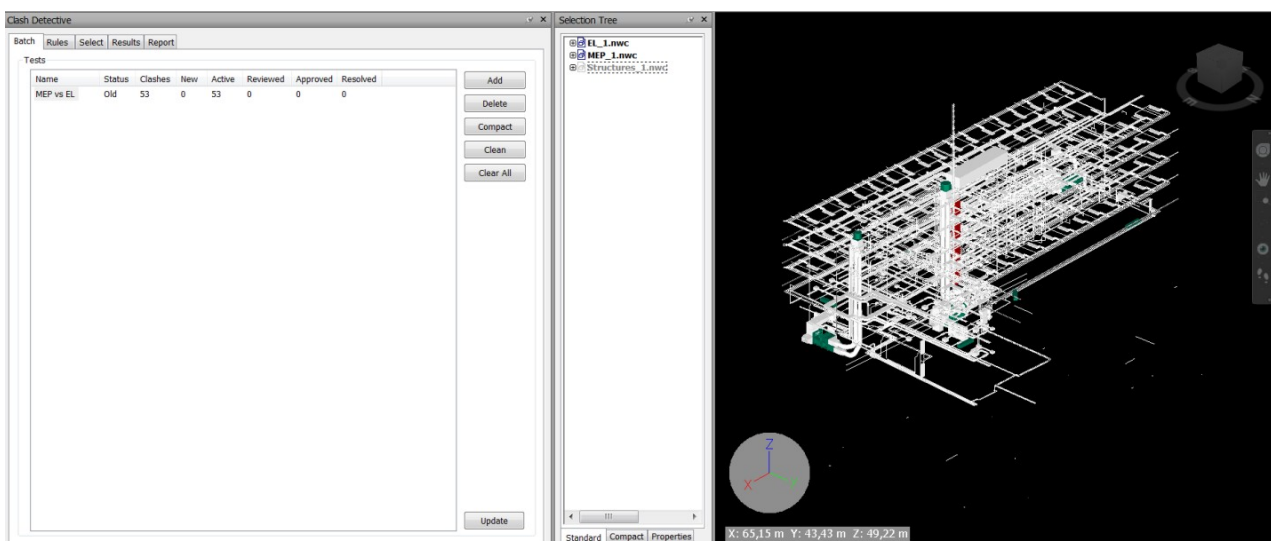 Clash Detective
Batch Rules Select Results Report
Tests
Name Status Clashes New Active Reviewed Approved Resolved
MEP vs EL Old 53 0 53 0 0 0
Add
Delete
Compact
Clean
Clear All
Update
Selection Tree
EL_1.nwc
MEP_1.nwc
Structures_1.nwc
Standard Compact Properties
Z
X Y
X: 65,15 m Y: 43,43 m Z: 49,22 m